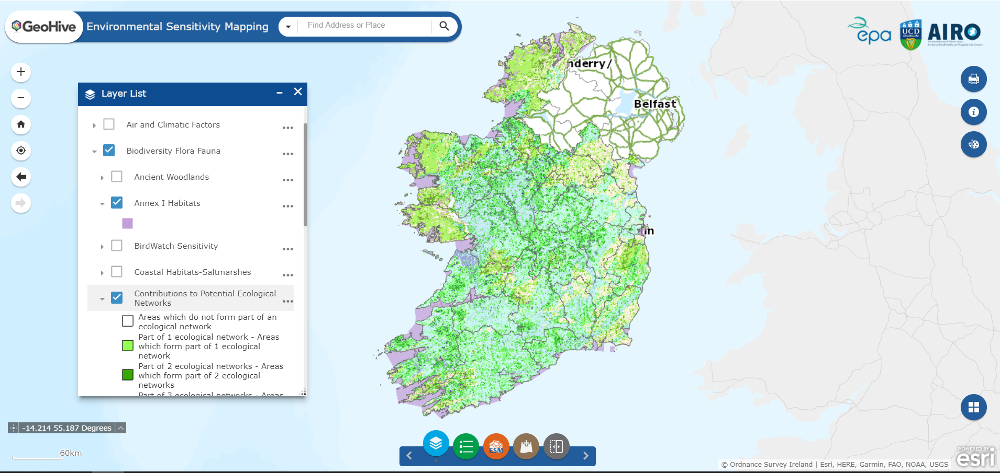 GeoHive
Environmental Sensitivity Mapping
Find Address or Place
epa
UCD
DUBLIN
AIRO
Layer List
Air and Climatic Factors
Biodiversity Flora Fauna
Ancient Woodlands
Annex I Habitats
BirdWatch Sensitivity
Coastal Habitats-Saltmarshes
Contributions to Potential Ecological
Networks
Areas which do not form part of an
ecological network
Part of 1 ecological network - Areas
which form part of 1 ecological
network
Part of 2 ecological networks - Areas
which form part of 2 ecological
networks
Part of 3 ecological networks - Areas
nderry/
Belfast
in
-14.214 55.187 Degrees
60km
ESM
© Ordnance Survey Ireland | Esri, HERE, Garmin, FAO, NOAA, USGS
POWERED BY
esri